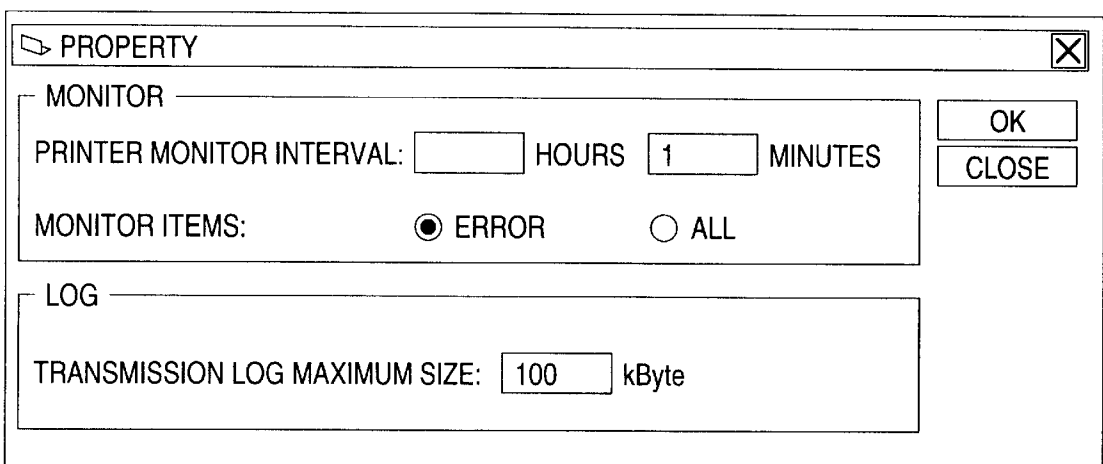 PROPERTY
MONITOR
PRINTER MONITOR INTERVAL: HOURS 1 MINUTES
MONITOR ITEMS: ERROR ALL
OK
CLOSE
LOG
TRANSMISSION LOG MAXIMUM SIZE: 100 kByte